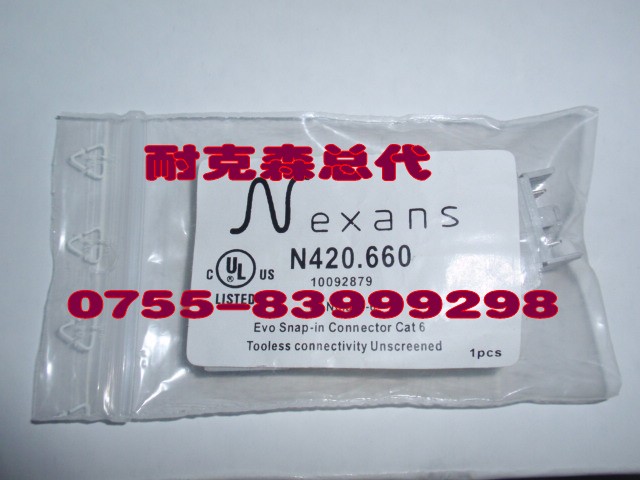 耐克森总代
Nexans
C UL US
LISTED
N420.660
10092879
0755-83999298
Evo Snap-in Connector Cat 6
Tooless connectivity Unscreened
1pcs